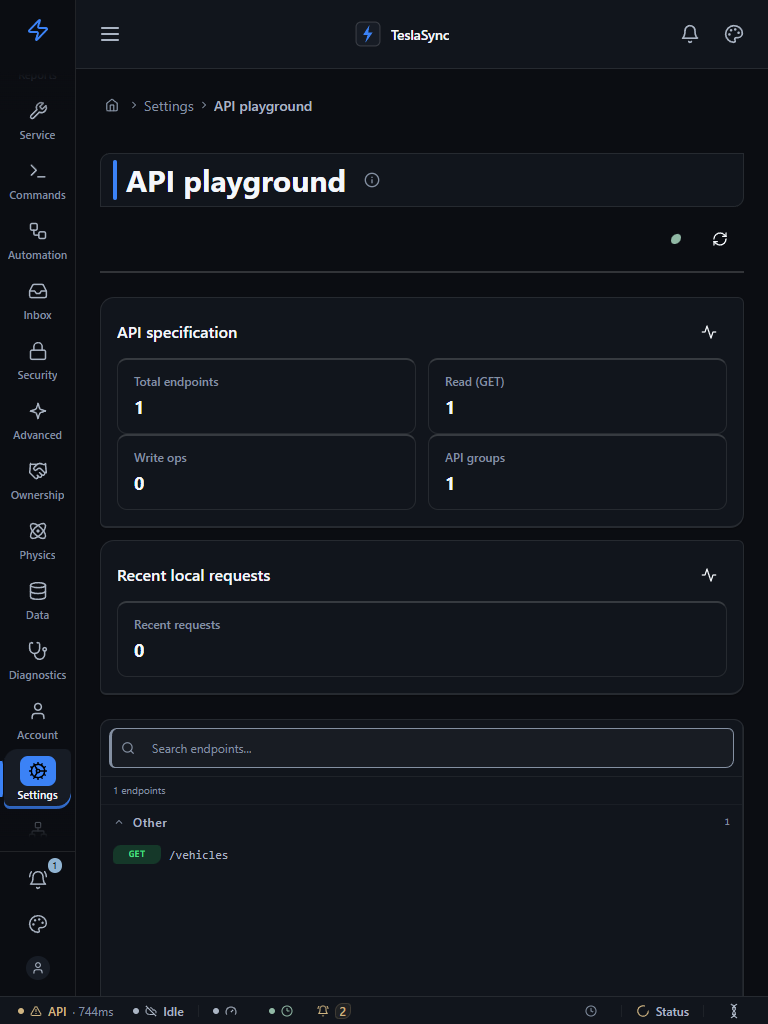 TeslaSync
Settings
API playground
API playground
Service
Commands
Automation
Inbox
Security
Advanced
Ownership
Physics
Data
Diagnostics
Account
Settings
1
API specification
Total endpoints
1
Read (GET)
1
Write ops
0
API groups
1
Recent local requests
Recent requests
0
Search endpoints...
1 endpoints
Other
1
GET /vehicles
API · 744ms
Idle
2
Status